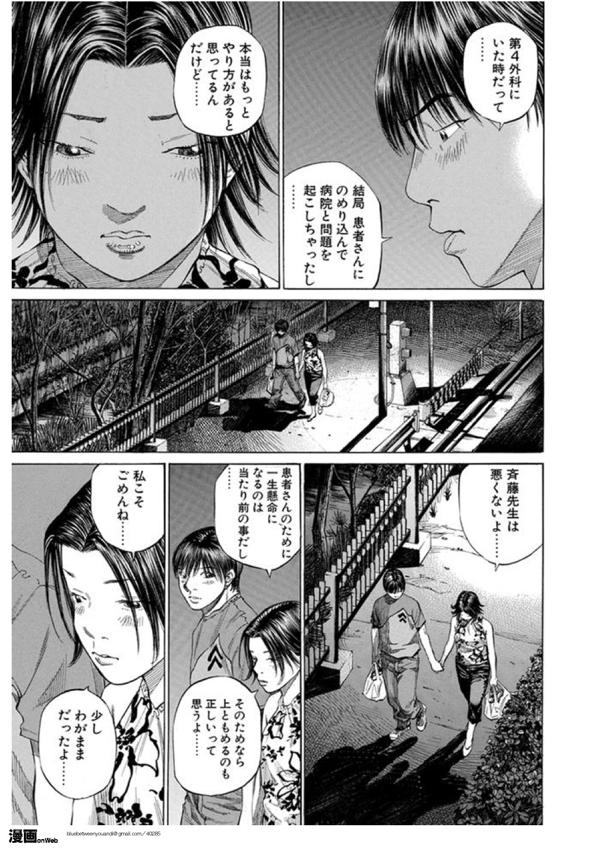 第4外科に
いた時だって
……
結局 患者さんに
のめり込んで
病院と問題を
起こしちゃったし
……
本当はもっと
やり方があると
思ってるん
だけど……
斉藤先生は
悪くないよ……
患者さんのために
一生懸命に
なるのは
当たり前の事だし
そのためなら
上ともめるのも
正しいって
思うよ……
私こそ
ごめんね……
少し
わがまま
だったよ……
漫画 on Web
bluebetweenyouandi@gmail.com/40285